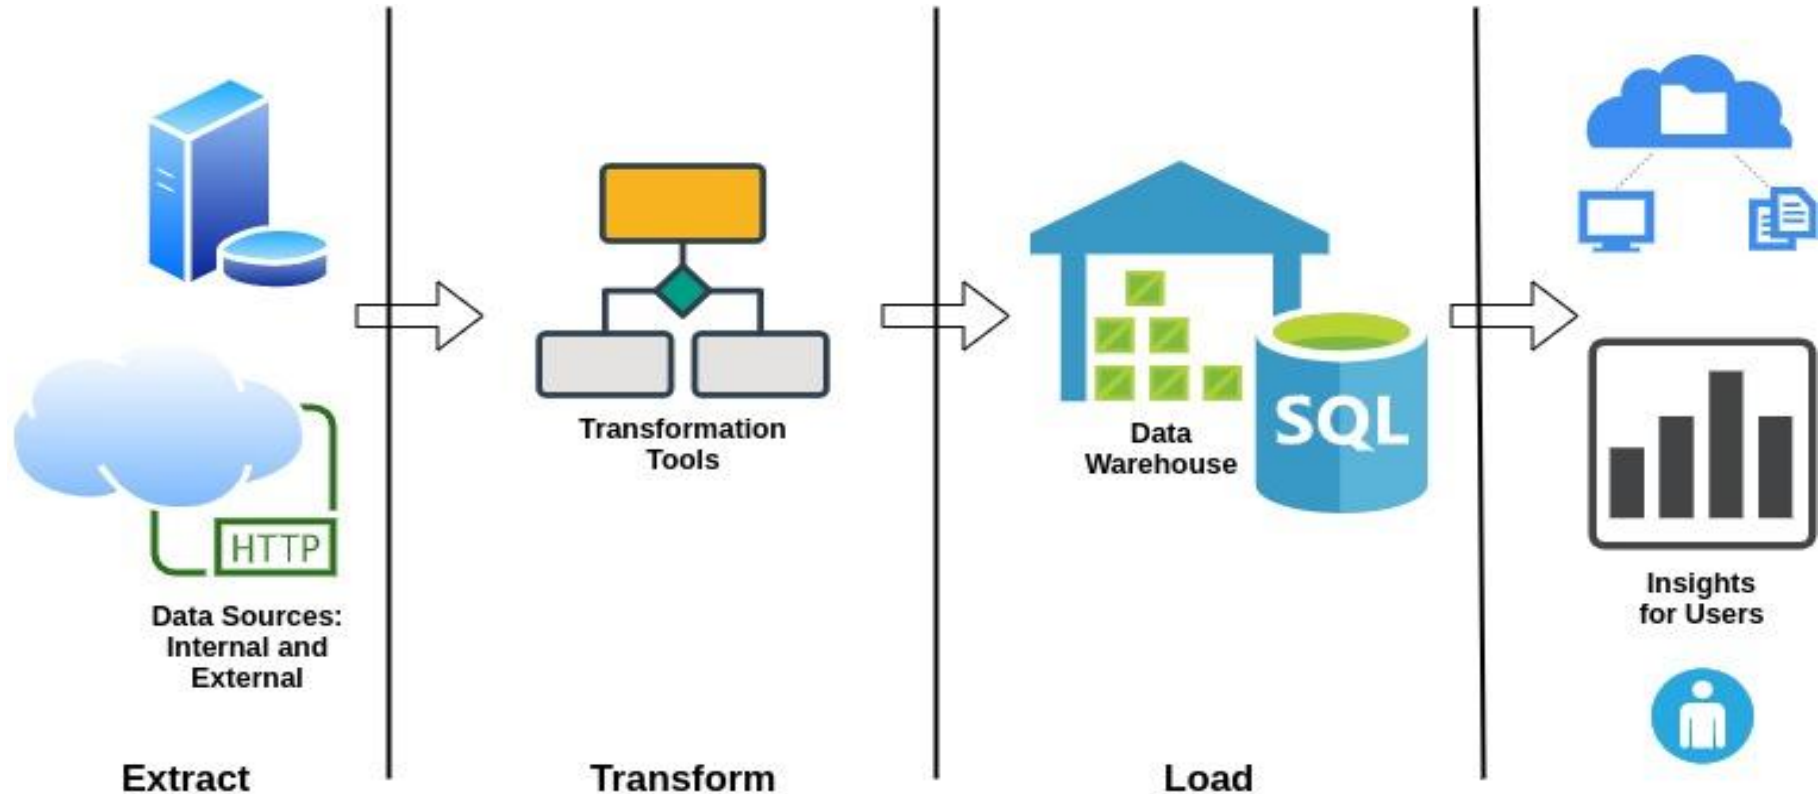 HTTP
Data Sources:
Internal and
External
Extract
Transformation
Tools
Transform
Data
Warehouse
SQL
Load
Insights
for Users